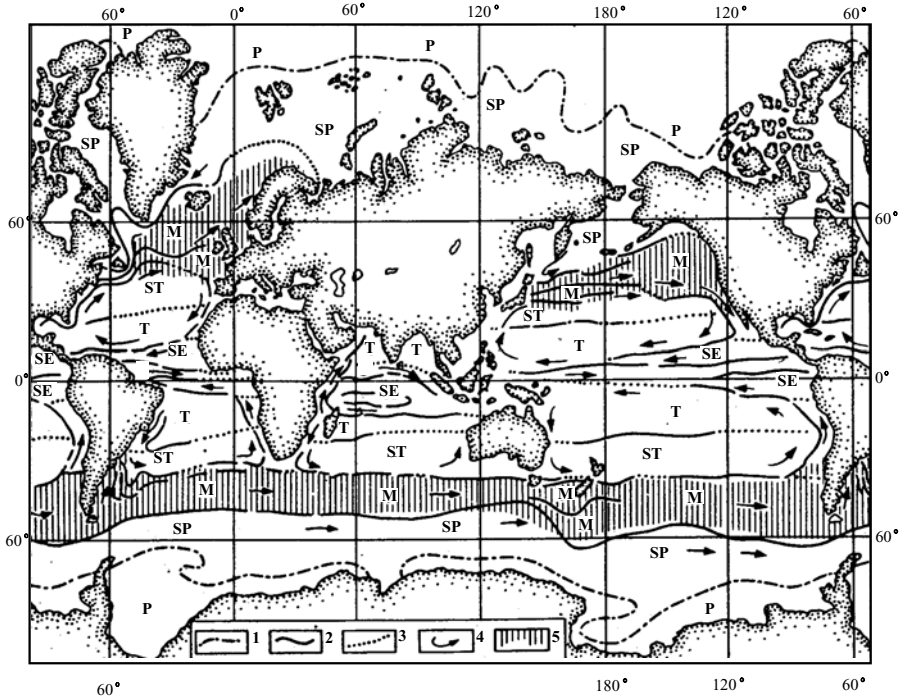 60° 0° 60° 120° 180° 120° 60°
P
P P
SP
SP P
SP SP
60° 60°
M SP
M M
ST M
ST
T T T T
SE SE SE
0° SE SE 0°
T T
T
ST ST ST
M M M M
SP SP M
60° SP 60°
P P
1 2 3 4 5
60° 180° 120° 60°